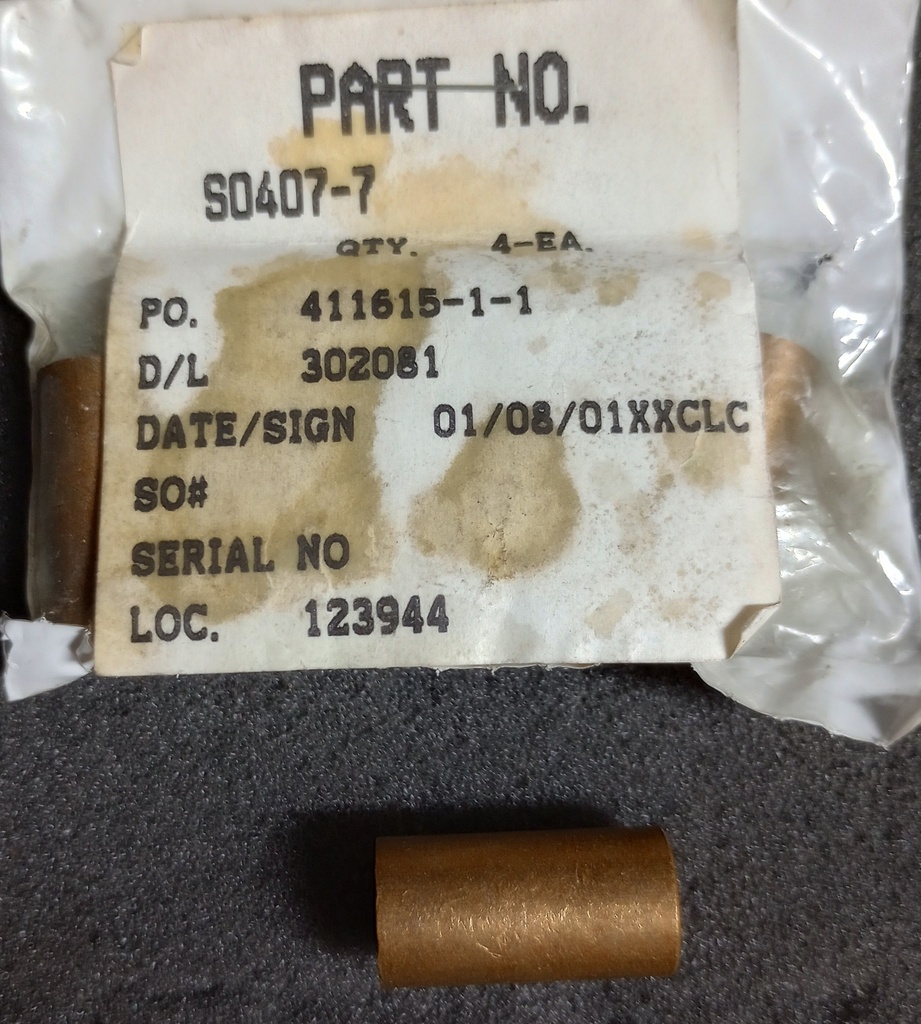 PART NO.
S0407-7
QTY. 4-EA.
PO. 411615-1-1
D/L 302081
DATE/SIGN 01/08/01XXCLC
SO#
SERIAL NO
LOC. 123944